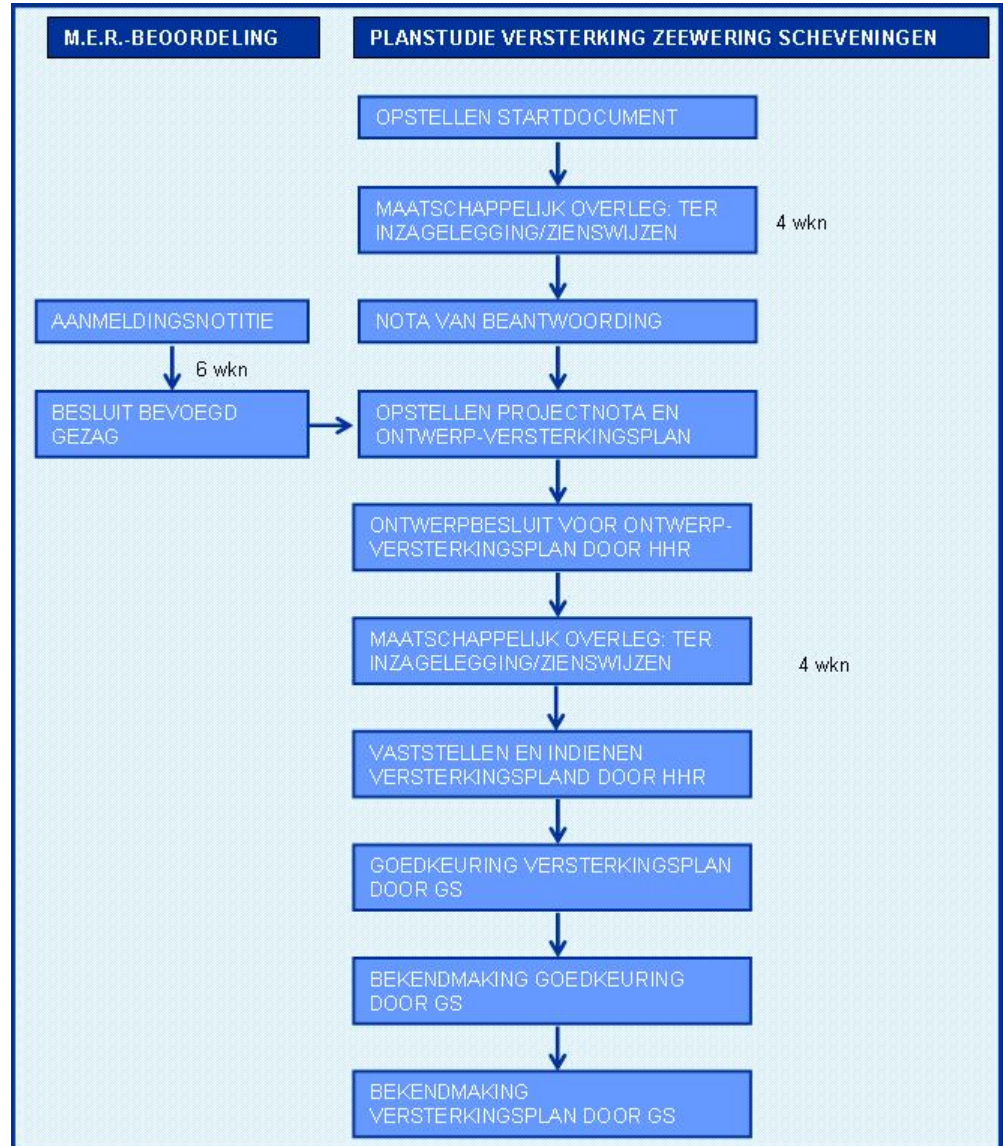 M.E.R.-BEOORDELING
PLANSTUDIE VERSTERKING ZEEWERING SCHEVENINGEN
OPSTELLEN STARTDOCUMENT
MAATSCHAPPELIJK OVERLEG: TER
INZAGELEGGING/ZIENSWIJZEN
4 wkn
AANMELDINGSNOTITIE
NOTA VAN BEANTWOORDING
6 wkn
BESLUIT BEVOEGD
GEZAG
OPSTELLEN PROJECTNOTA EN
ONTWERP-VERSTERKINGSPLAN
ONTWERPBESLUIT VOOR ONTWERP-
VERSTERKINGSPLAN DOOR HHR
MAATSCHAPPELIJK OVERLEG: TER
INZAGELEGGING/ZIENSWIJZEN
4 wkn
VASTSTELLEN EN INDIENEN
VERSTERKINGSPLAND DOOR HHR
GOEDKEURING VERSTERKINGSPLAN
DOOR GS
BEKENDMAKING GOEDKEURING
DOOR GS
BEKENDMAKING
VERSTERKINGSPLAN DOOR GS